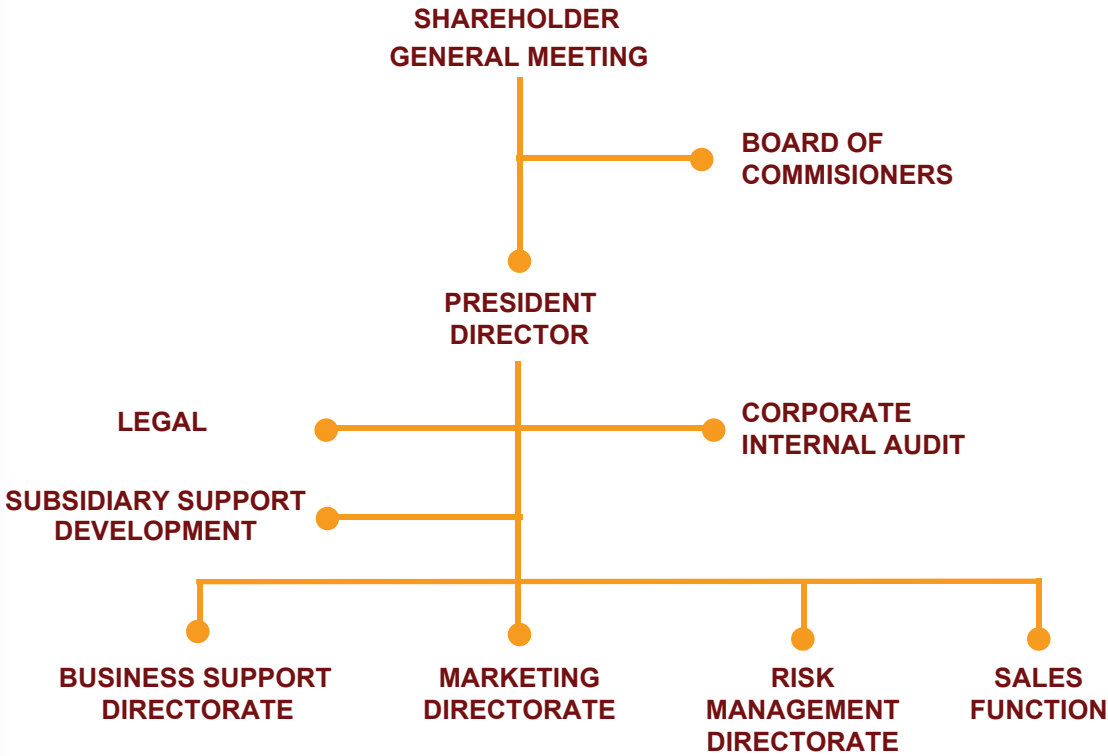 SHAREHOLDER
GENERAL MEETING
BOARD OF
COMMISIONERS
PRESIDENT
DIRECTOR
LEGAL
CORPORATE
INTERNAL AUDIT
SUBSIDIARY SUPPORT
DEVELOPMENT
BUSINESS SUPPORT
DIRECTORATE
MARKETING
DIRECTORATE
RISK
MANAGEMENT
DIRECTORATE
SALES
FUNCTION